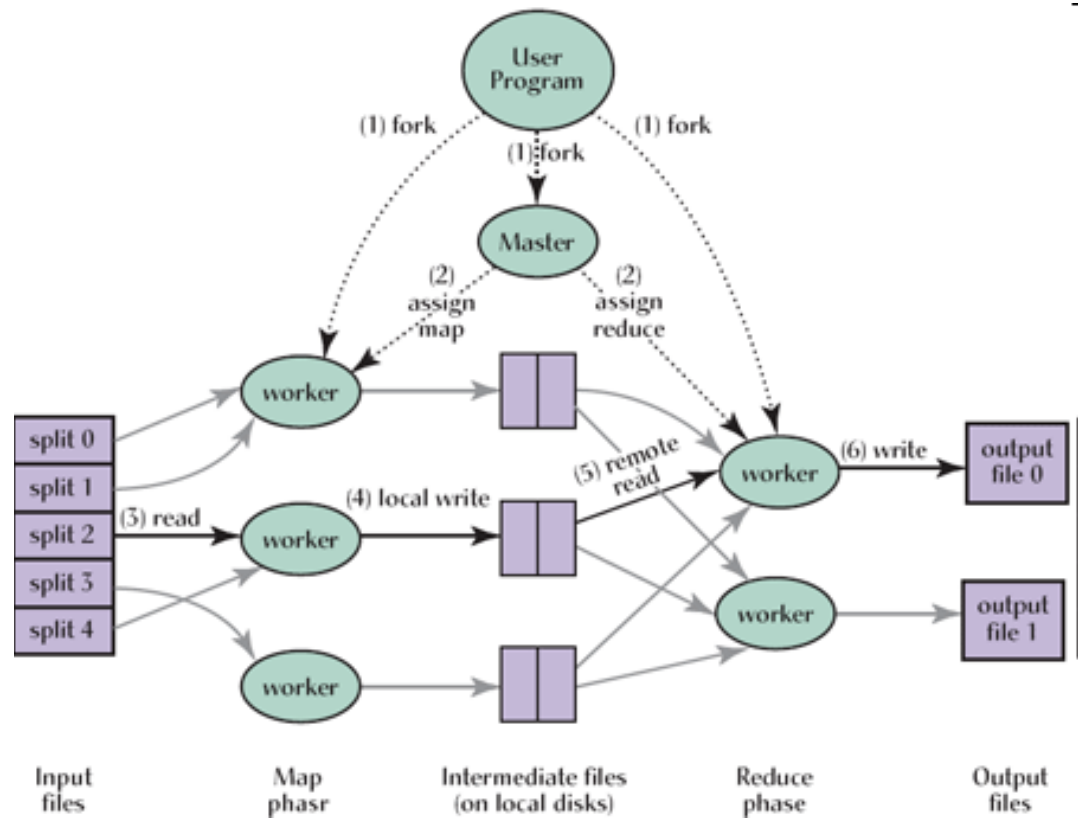 User
Program
(1) fork
(1) fork
(1) fork
Master
(2)
assign
map
(2)
assign
reduce
worker
split 0
split 1
split 2
split 3
split 4
(3) read
worker
(4) local write
worker
(5) remote
read
worker
(6) write
output
file 0
worker
output
file 1
Input
files
Map
phasr
Intermediate files
(on local disks)
Reduce
phase
Output
files